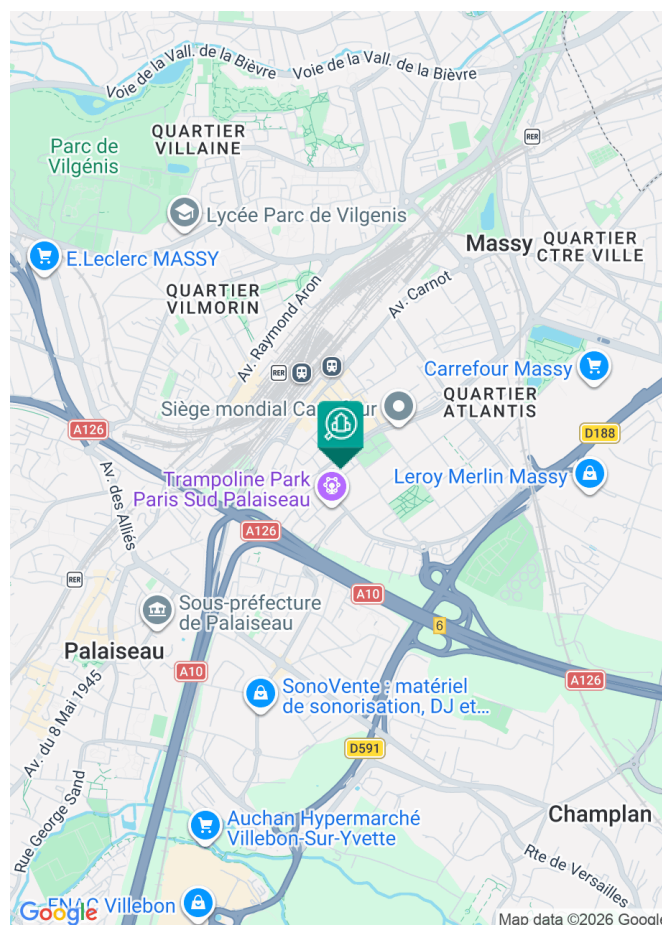 Voie de la Vall. de la Bièvre
Voie de la Vall. de la Bièvre
QUARTIER
VILLAINE
Parc de
Vilgénis
RER
Lycée Parc de Vilgenis
Massy
QUARTIER
CTRE VILLE
E.Leclerc MASSY
QUARTIER
VILMORIN
Av. Raymond Aron
Av. Carnot
RER
Carrefour Massy
Siège mondial Ca
ur
QUARTIER
ATLANTIS
A126
D188
Av. des Alliés
Trampoline Park
Paris Sud Palaiseau
Leroy Merlin Massy
A126
RER
A10
Sous-préfecture
de Palaiseau
6
Palaiseau
A10
A126
SonoVente : matériel
de sonorisation, DJ et...
Av. du 8 Mai 1945
D591
Rue George Sand
Champlan
Auchan Hypermarché
Villebon-Sur-Yvette
Rte de Versailles
FNAC Villebon
Google
Map data ©2026 Google